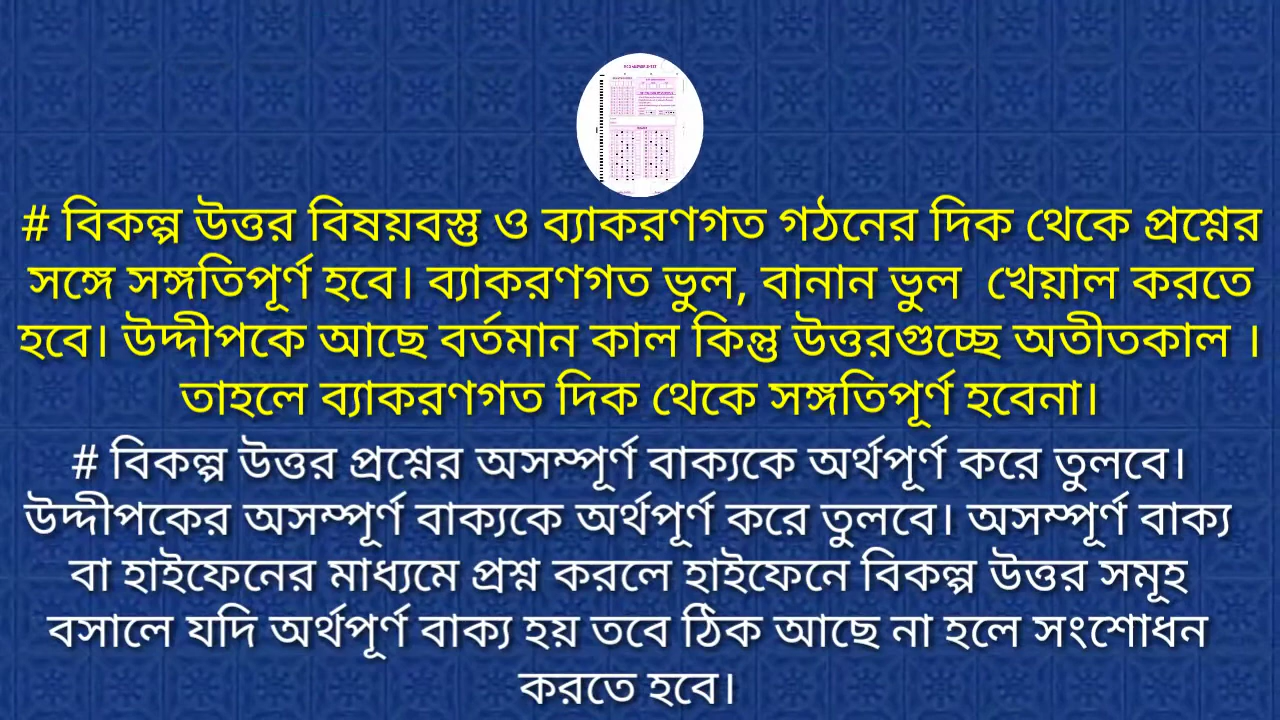 # বিকল্প উত্তর বিষয়বস্তু ও ব্যাকরণগত গঠনের দিক থেকে প্রশ্নের
সঙ্গে সঙ্গতিপূর্ণ হবে। ব্যাকরণগত ভুল, বানান ভুল খেয়াল করতে
হবে। উদ্দীপকে আছে বর্তমান কাল কিন্তু উত্তরগুচ্ছে অতীতকাল ।
তাহলে ব্যাকরণগত দিক থেকে সঙ্গতিপূর্ণ হবেনা।
# বিকল্প উত্তর প্রশ্নের অসম্পূর্ণ বাক্যকে অর্থপূর্ণ করে তুলবে।
উদ্দীপকের অসম্পূর্ণ বাক্যকে অর্থপূর্ণ করে তুলবে। অসম্পূর্ণ বাক্য
বা হাইফেনের মাধ্যমে প্রশ্ন করলে হাইফেনে বিকল্প উত্তর সমূহ
বসালে যদি অর্থপূর্ণ বাক্য হয় তবে ঠিক আছে না হলে সংশোধন
করতে হবে।